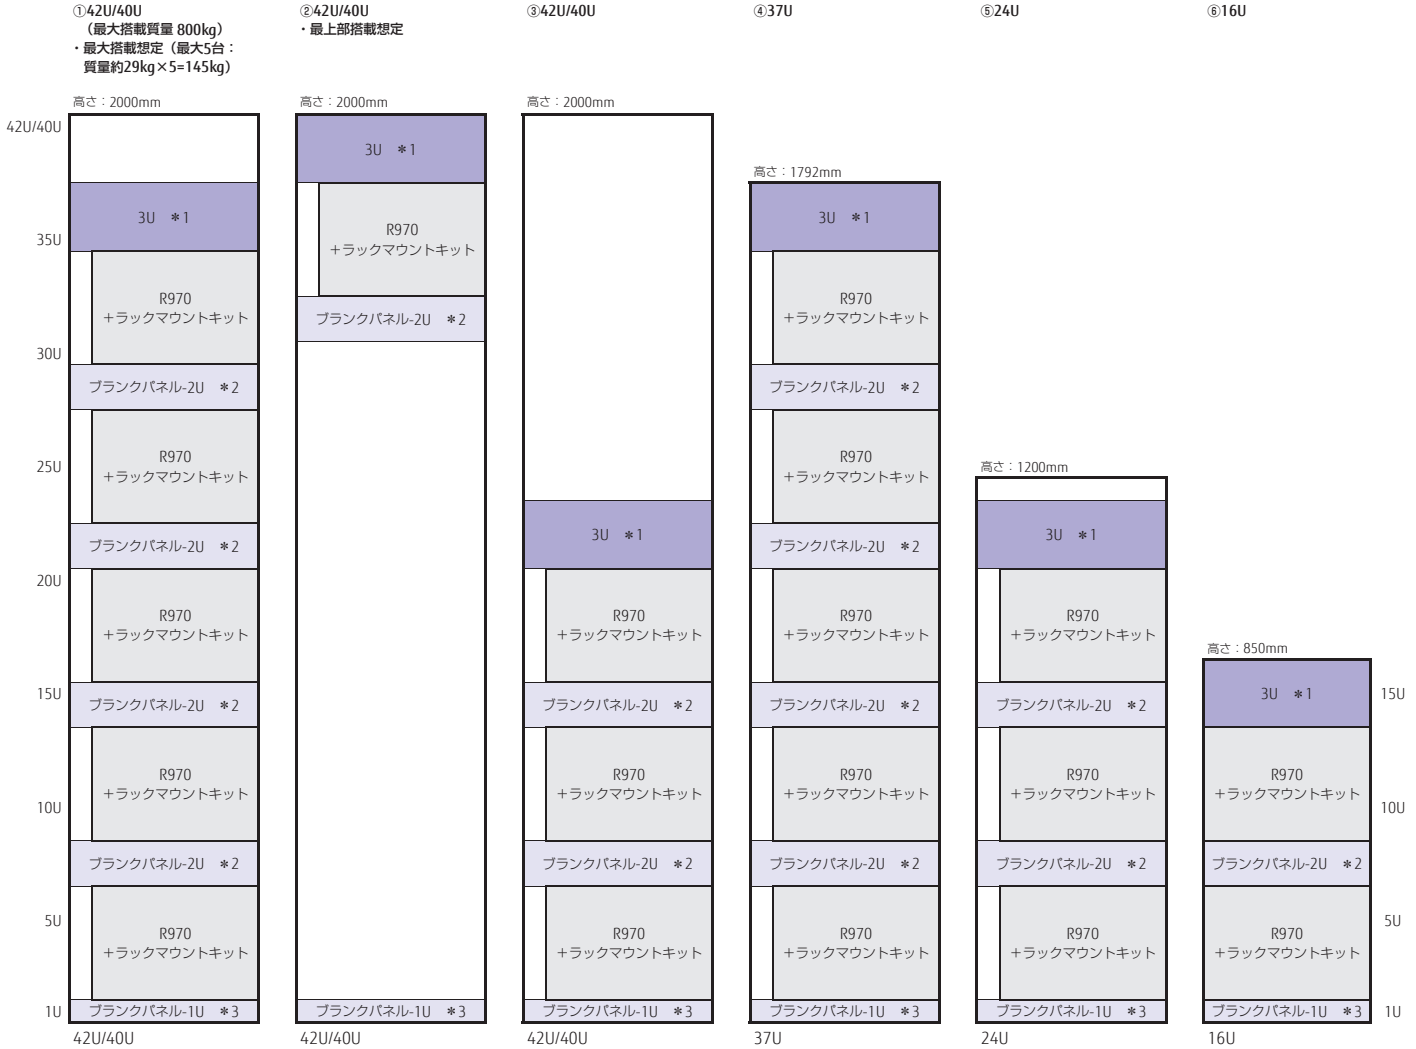 ①42U/40U
（最大搭載質量 800kg）
・最大搭載想定（最大5台：
質量約29kg×5=145kg）
②42U/40U
・最上部搭載想定
③42U/40U
④37U
⑤24U
⑥16U
高さ：2000mm
高さ：2000mm
高さ：2000mm
高さ：1792mm
高さ：1200mm
高さ：850mm
42U/40U
35U
30U
25U
20U
15U
10U
5U
1U
3U ＊1
R970
＋ラックマウントキット
ブランクパネル-2U ＊2
R970
＋ラックマウントキット
ブランクパネル-2U ＊2
R970
＋ラックマウントキット
ブランクパネル-2U ＊2
R970
＋ラックマウントキット
ブランクパネル-2U ＊2
R970
＋ラックマウントキット
ブランクパネル-1U ＊3
42U/40U
3U ＊1
R970
＋ラックマウントキット
ブランクパネル-2U ＊2
ブランクパネル-1U ＊3
42U/40U
3U ＊1
R970
＋ラックマウントキット
ブランクパネル-2U ＊2
R970
＋ラックマウントキット
ブランクパネル-2U ＊2
R970
＋ラックマウントキット
ブランクパネル-1U ＊3
42U/40U
3U ＊1
R970
＋ラックマウントキット
ブランクパネル-2U ＊2
R970
＋ラックマウントキット
ブランクパネル-2U ＊2
R970
＋ラックマウントキット
ブランクパネル-2U ＊2
R970
＋ラックマウントキット
ブランクパネル-2U ＊2
R970
＋ラックマウントキット
ブランクパネル-1U ＊3
37U
3U ＊1
R970
＋ラックマウントキット
ブランクパネル-2U ＊2
R970
＋ラックマウントキット
ブランクパネル-2U ＊2
R970
＋ラックマウントキット
ブランクパネル-1U ＊3
24U
3U ＊1
R970
＋ラックマウントキット
ブランクパネル-2U ＊2
R970
＋ラックマウントキット
ブランクパネル-1U ＊3
16U
15U
10U
5U
1U